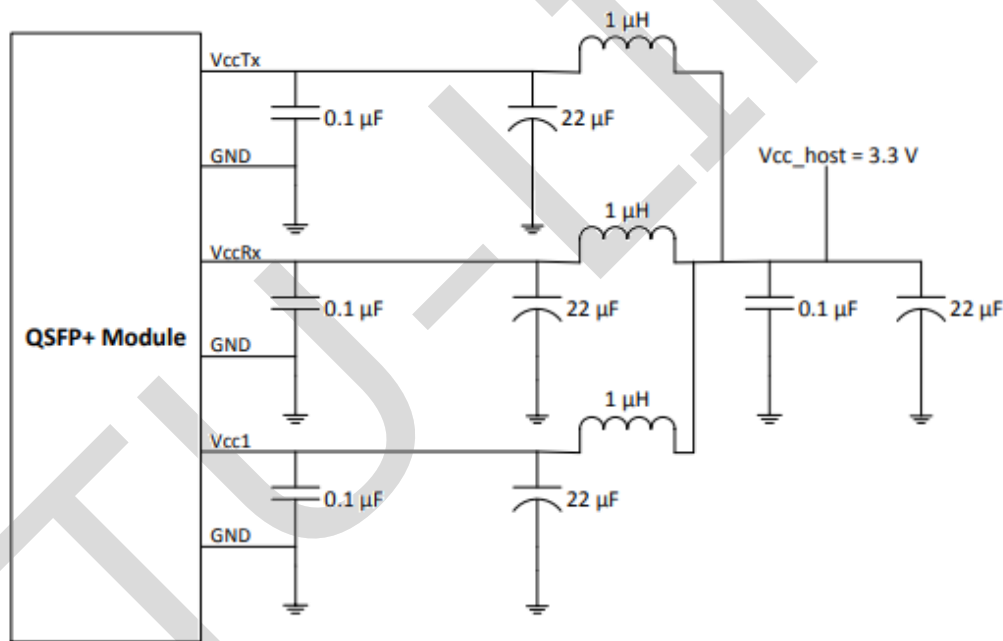 1 µH
VccTx
0.1 µF
22 µF
GND
Vcc_host = 3.3 V
1 µH
VccRx
0.1 µF
22 µF
0.1 µF
22 µF
QSFP+ Module
GND
1 µH
Vcc1
0.1 µF
22 µF
GND